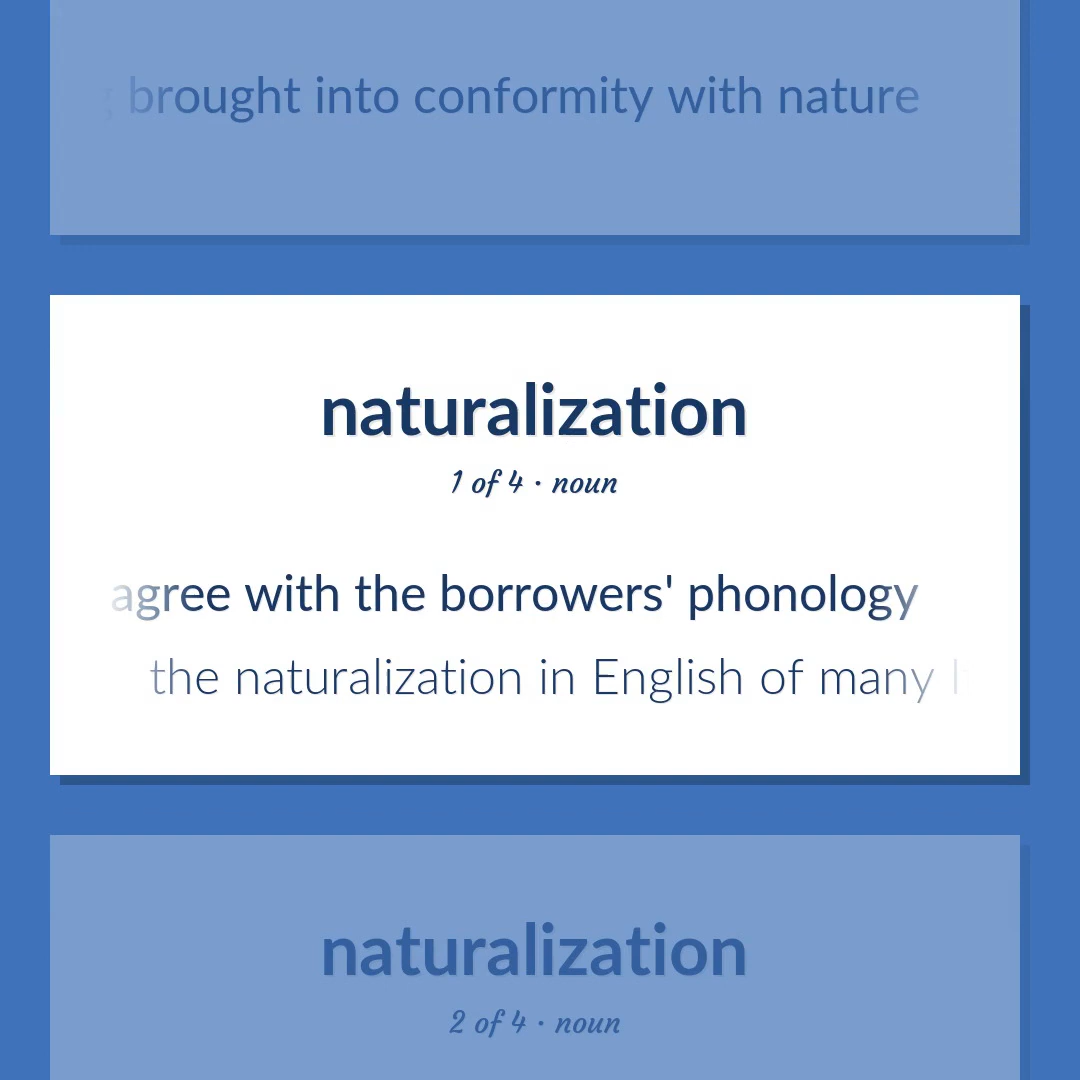 brought into conformity with nature
naturalization
1 of 4 · noun
agree with the borrowers' phonology
the naturalization in English of many
naturalization
2 of 4 · noun